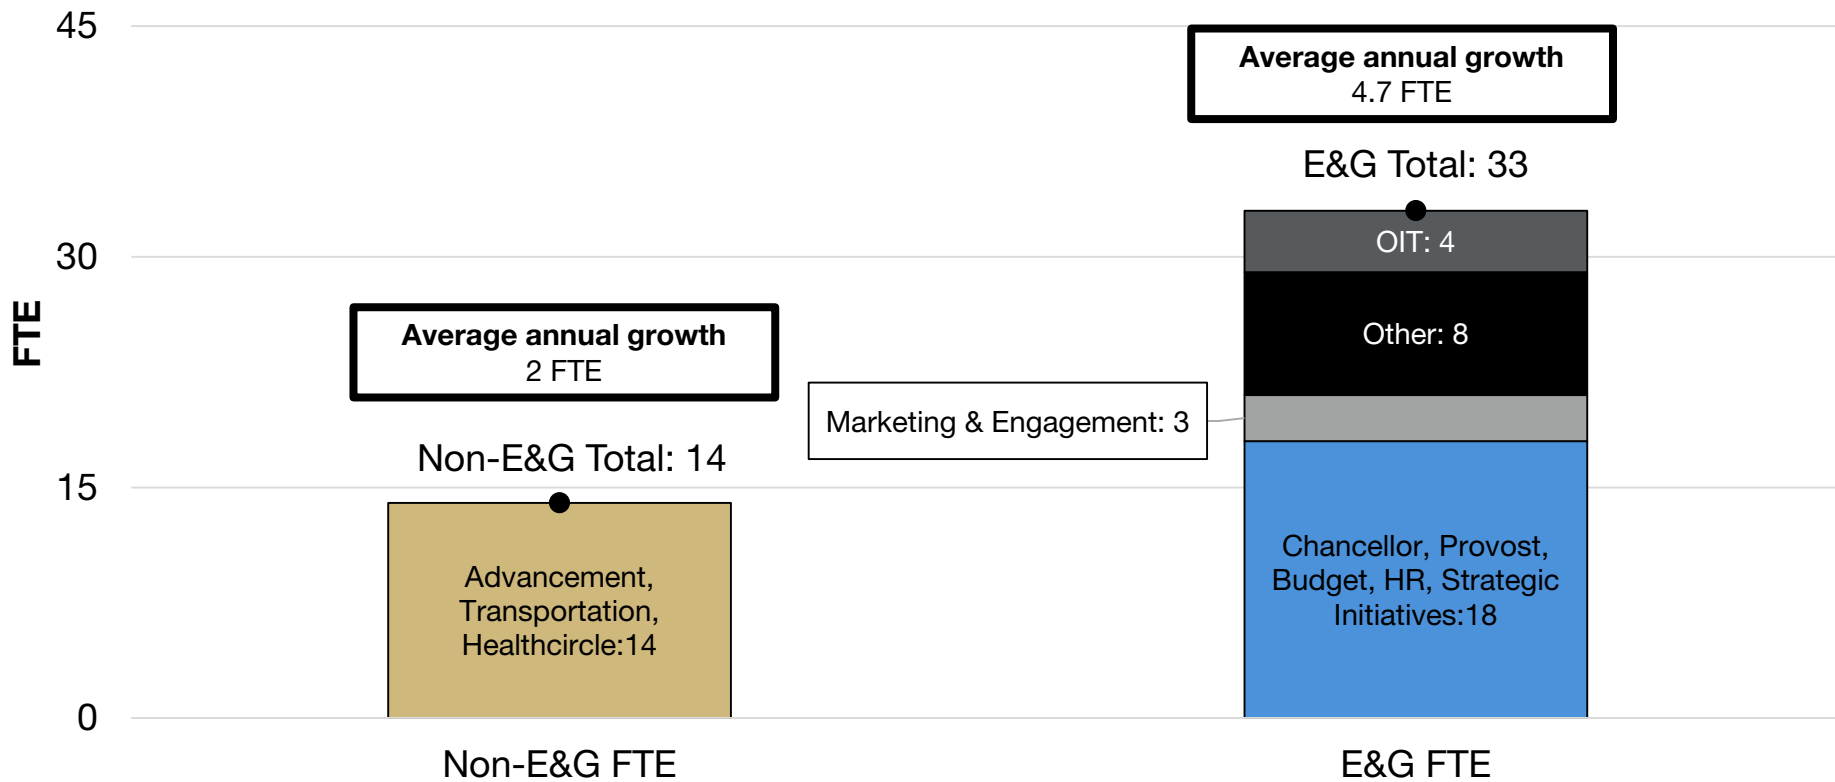 45
30
15
0
FTE
Average annual growth
2 FTE
Non-E&G Total: 14
Advancement,
Transportation,
Healthcircle:14
Non-E&G FTE
Average annual growth
4.7 FTE
E&G Total: 33
OIT: 4
Other: 8
Marketing & Engagement: 3
Chancellor, Provost,
Budget, HR, Strategic
Initiatives:18
E&G FTE